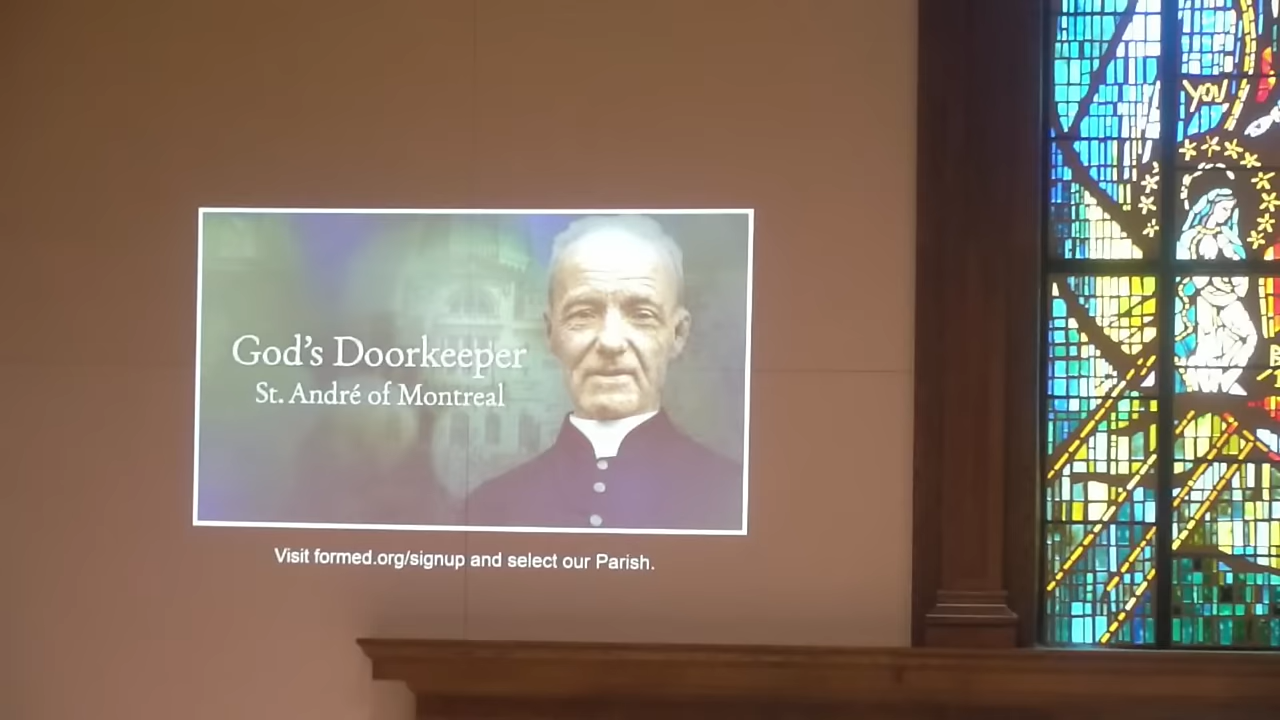 God's Doorkeeper
St. André of Montreal
Visit formed.org/signup and select our Parish.
YOU